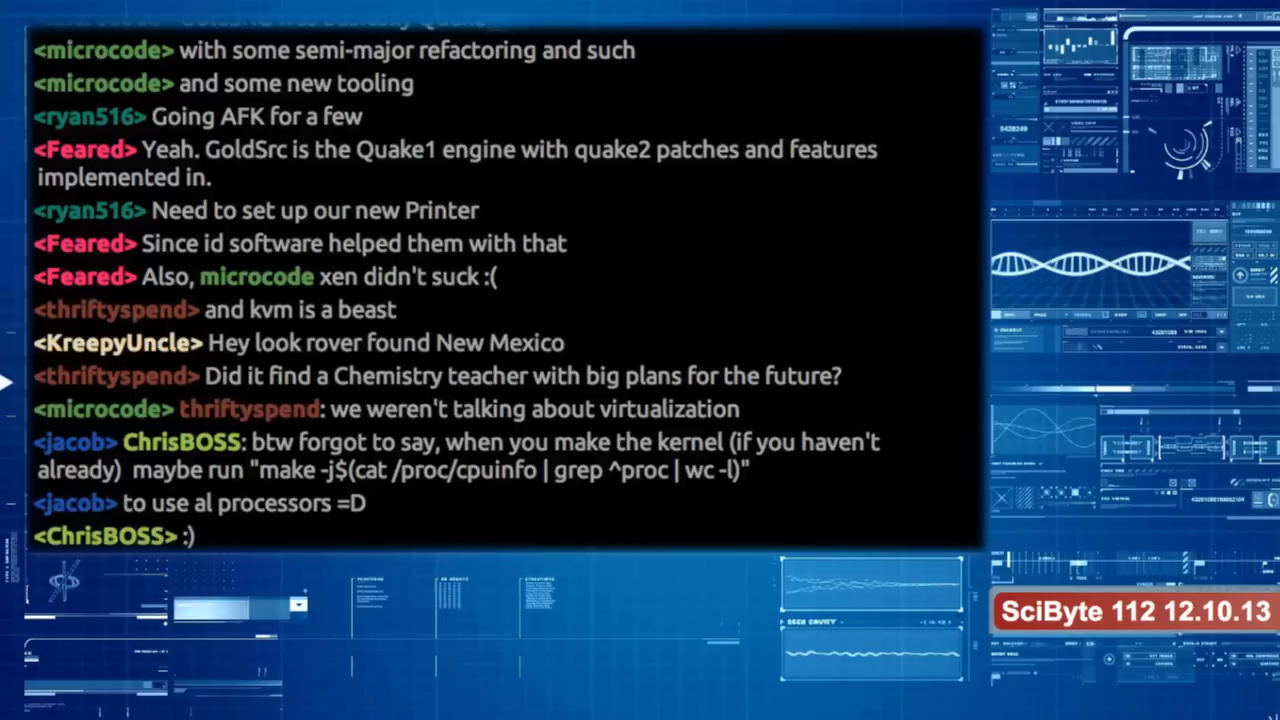 <microcode> with some semi-major refactoring and such
<microcode> and some new tooling
<ryan516> Going AFK for a few
<Feared> Yeah. GoldSrc is the Quake1 engine with quake2 patches and features
implemented in.
<ryan516> Need to set up our new Printer
<Feared> Since id software helped them with that
<Feared> Also, microcode xen didn't suck :(
<thriftyspend> and kvm is a beast
<KreepyUncle> Hey look rover found New Mexico
<thriftyspend> Did it find a Chemistry teacher with big plans for the future?
<microcode> thriftyspend: we weren't talking about virtualization
<jacob> ChrisBOSS: btw forgot to say, when you make the kernel (if you haven't
already)  maybe run "make -j$(cat /proc/cpuinfo | grep ^proc | wc -l)"
<jacob> to use al processors =D
<ChrisBOSS> :)
9428249
SciByte 112 12.10.13